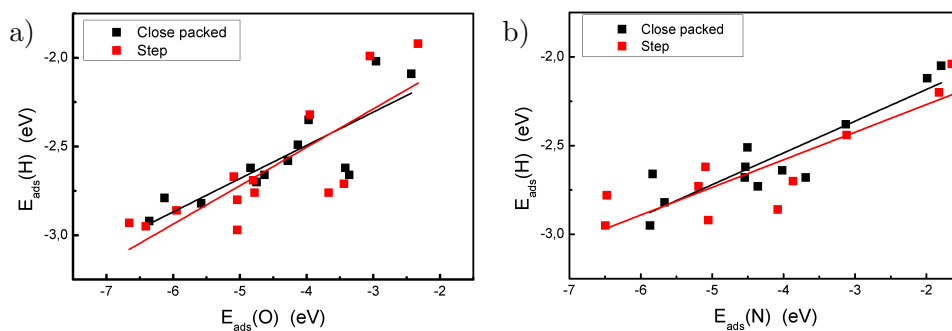 a)
Close packed
Step
-2,0
-2,5
-3,0
E_ads(H) (eV)
-7 -6 -5 -4 -3 -2 -1
E_ads(O) (eV)
b)
Close packed
Step
-2,0
-2,5
-3,0
E_ads(H) (eV)
-7 -6 -5 -4 -3 -2
E_ads(N) (eV)